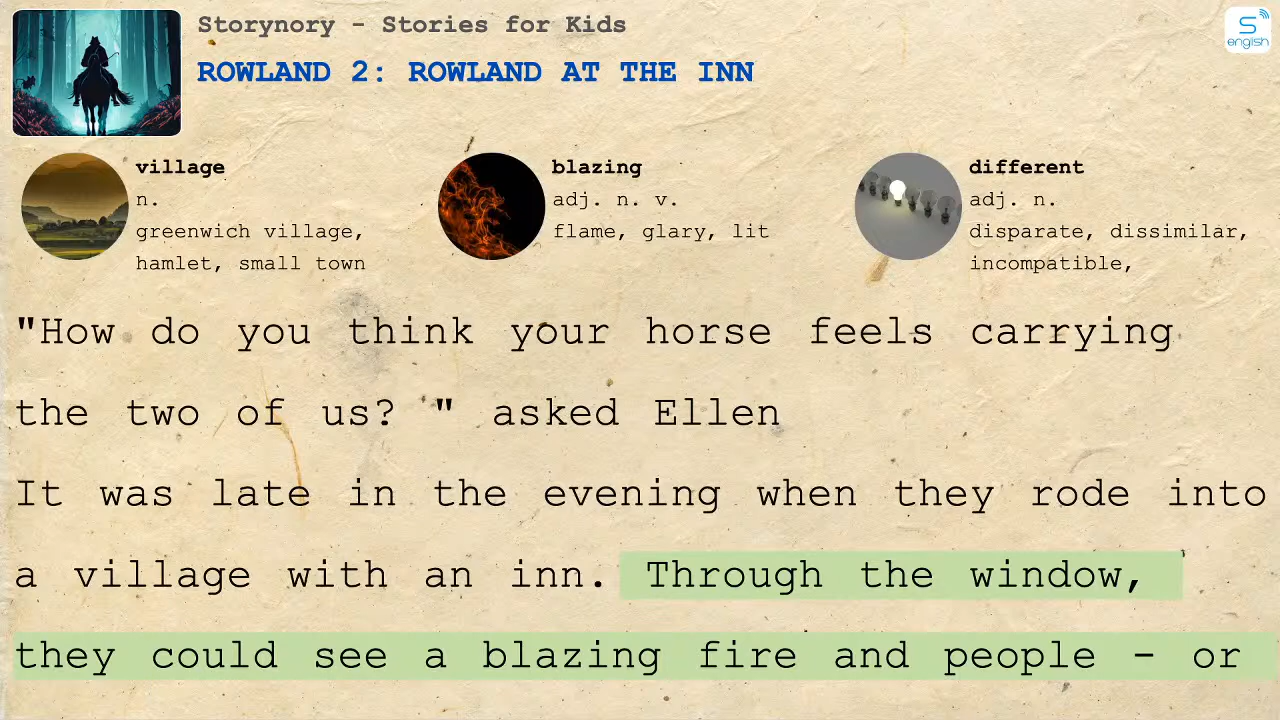 Storynory - Stories for Kids
ROWLAND 2: ROWLAND AT THE INN
S
english
village
n.
greenwich village,
hamlet, small town
blazing
adj. n. v.
flame, glary, lit
different
adj. n.
disparate, dissimilar,
incompatible,
"How do you think your horse feels carrying
the two of us? " asked Ellen
It was late in the evening when they rode into
a village with an inn. Through the window,
they could see a blazing fire and people - or